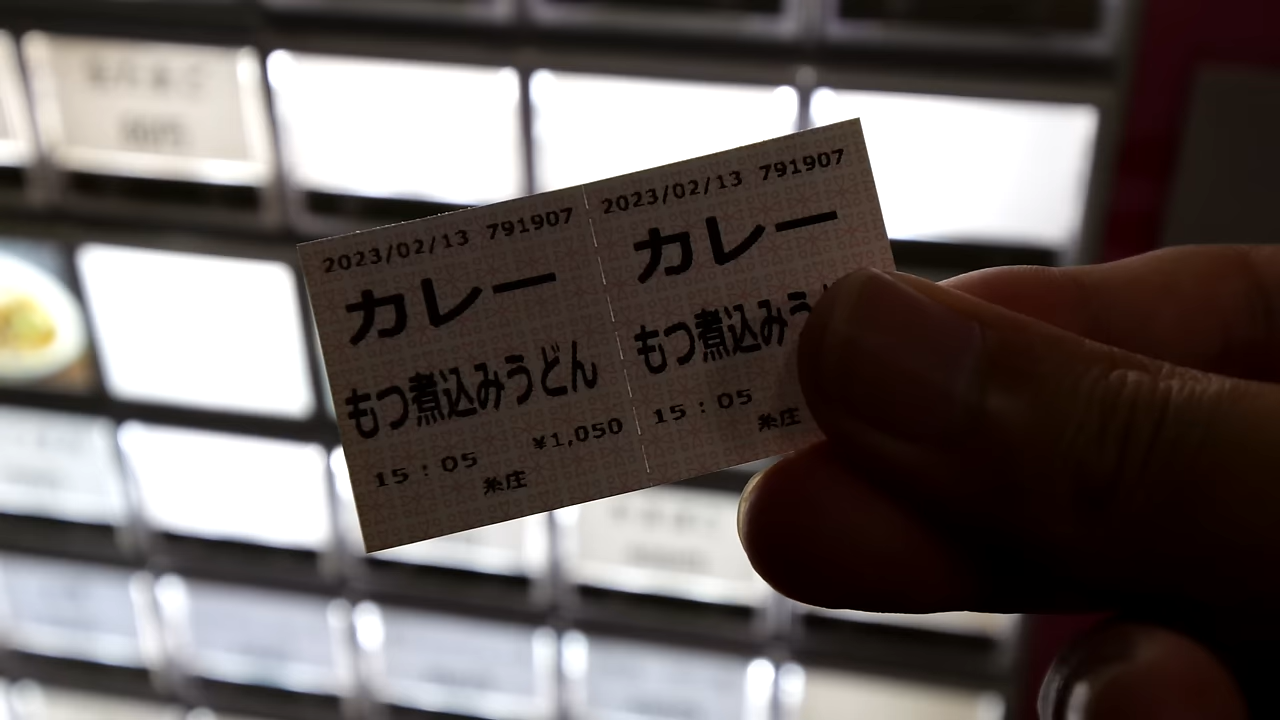 2023/02/13 791907
カレー
もつ煮込みうどん
¥1,050
15：05
糸庄
2023/02/13 791907
カレー
もつ煮込みう
15：05
糸庄